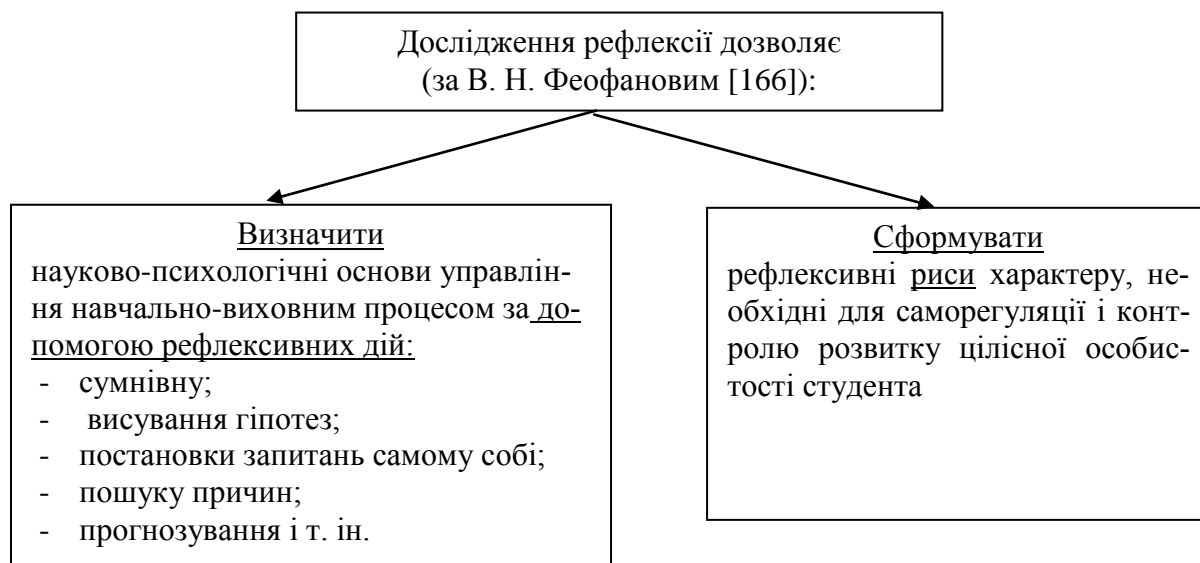 Дослідження рефлексії дозволяє
(за В. Н. Феофановим [166]):
Визначити
науково-психологічні основи управлін-
ня навчально-виховним процесом за до-
помогою рефлексивних дій:
- сумнівну;
- висування гіпотез;
- постановки запитань самому собі;
- пошуку причин;
- прогнозування і т. ін.
Сформувати
рефлексивні риси характеру, не-
обхідні для саморегуляції і конт-
ролю розвитку цілісної особис-
тості студента